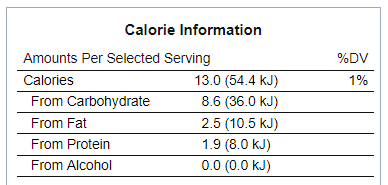 Calorie Information
Amounts Per Selected Serving %DV
Calories 13.0 (54.4 kJ) 1%
From Carbohydrate 8.6 (36.0 kJ)
From Fat 2.5 (10.5 kJ)
From Protein 1.9 (8.0 kJ)
From Alcohol 0.0 (0.0 kJ)